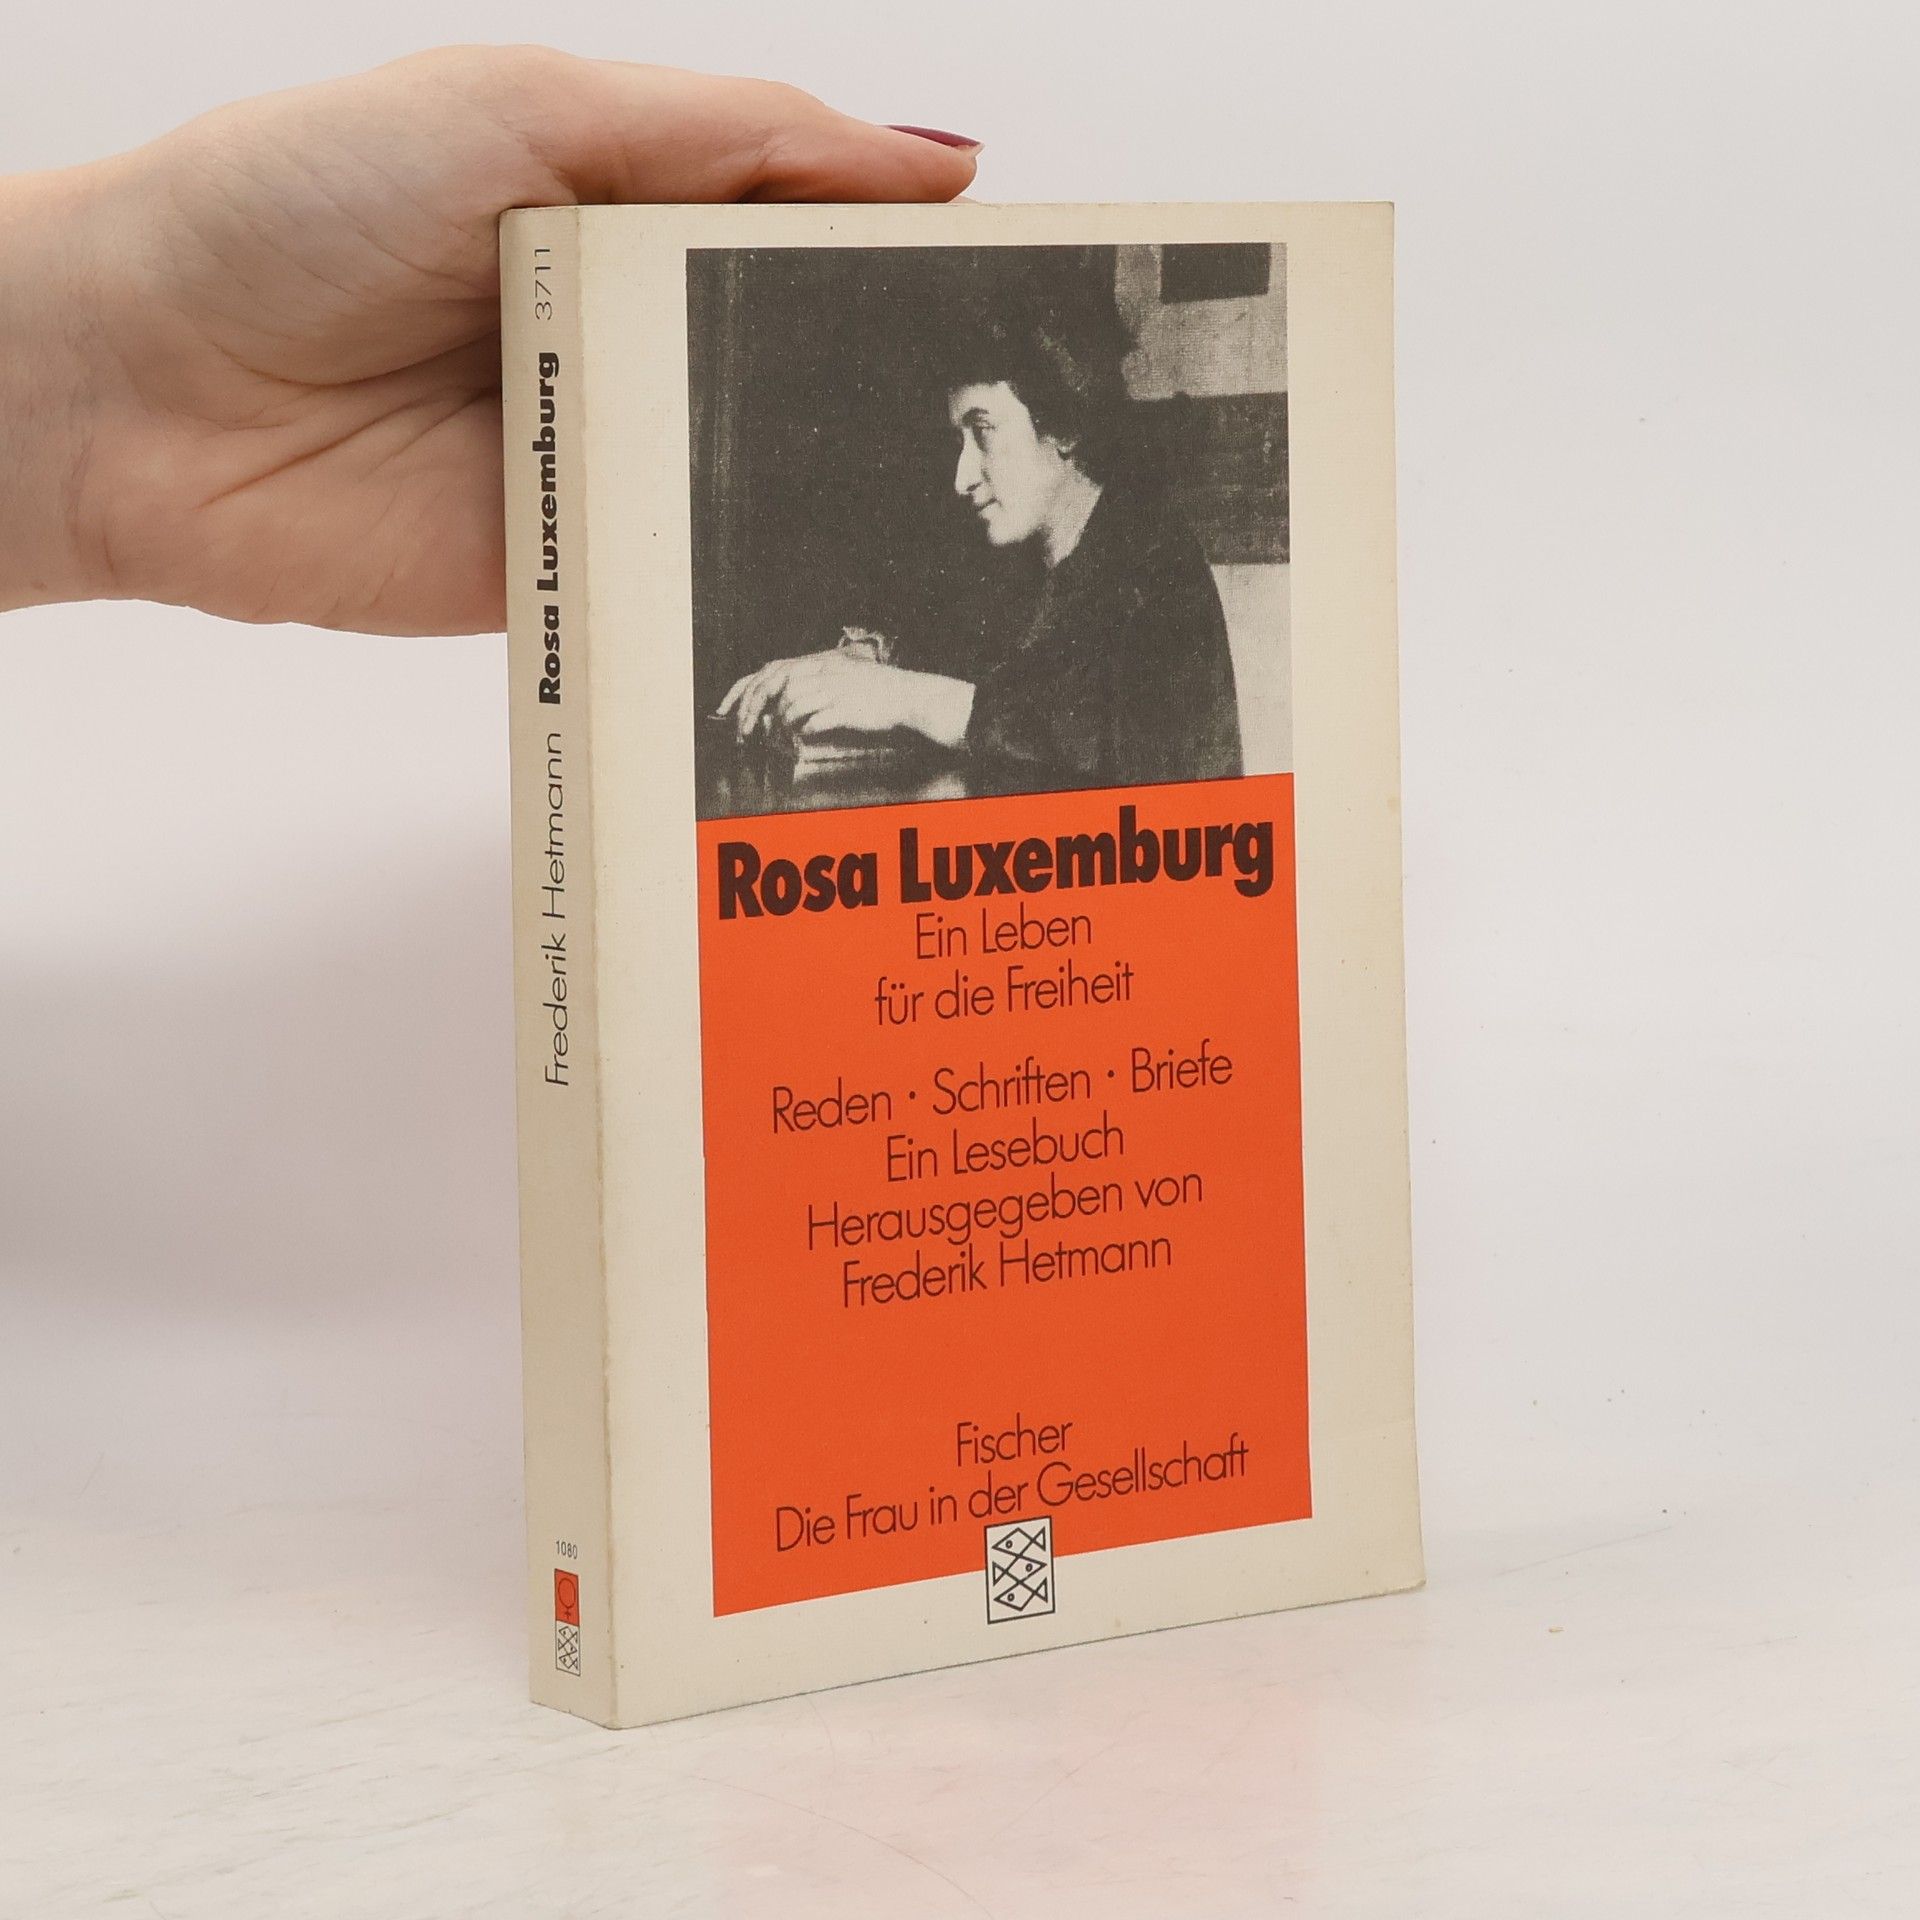 Frederik Hetmann Rosa Luxemburg 3711
1080
Rosa Luxemburg
Ein Leben
für die Freiheit
Reden · Schriften · Briefe
Ein Lesebuch
Herausgegeben von
Frederik Hetmann
Fischer
Die Frau in der Gesellschaft